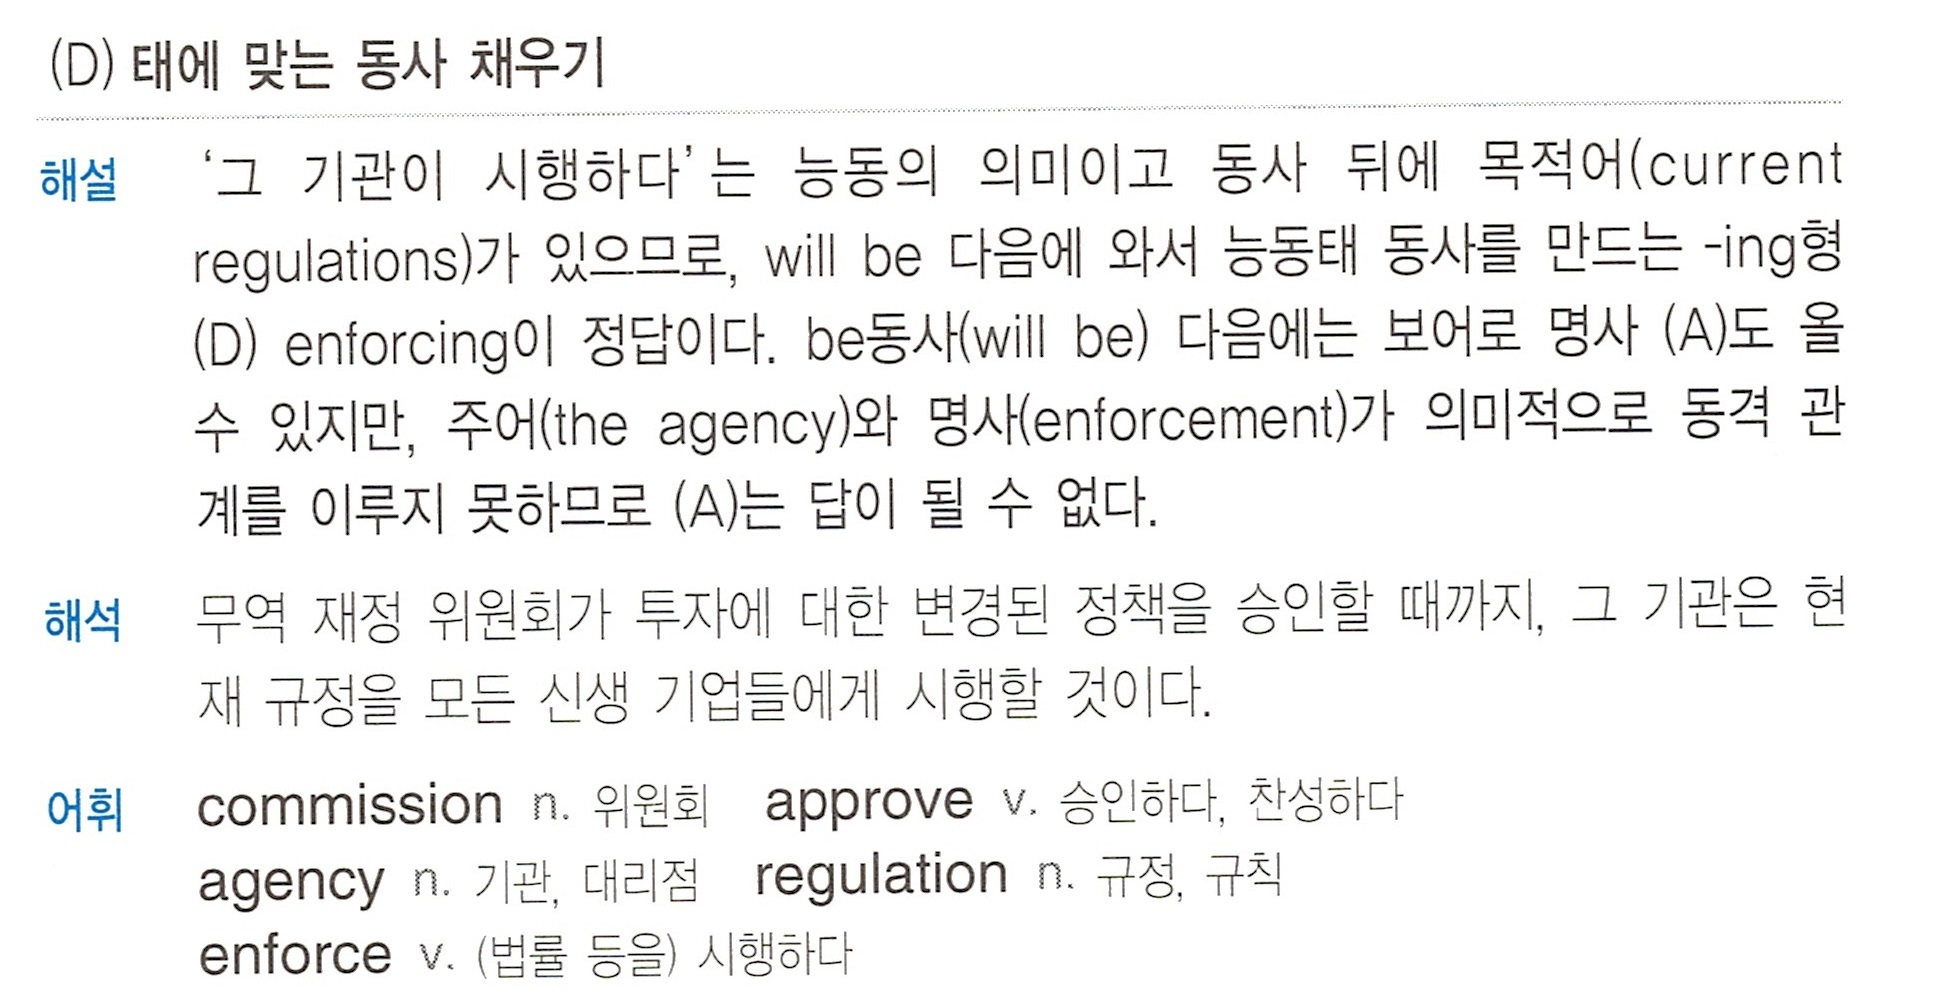 (D) 태에 맞는 동사 채우기
해설 '그 기관이 시행하다'는 능동의 의미이고 동사 뒤에 목적어(current
regulations)가 있으므로, will be 다음에 와서 능동태 동사를 만드는 -ing형
(D) enforcing이 정답이다. be동사(will be) 다음에는 보어로 명사 (A)도 올
수 있지만, 주어(the agency)와 명사(enforcement)가 의미적으로 동격 관
계를 이루지 못하므로 (A)는 답이 될 수 없다.
해석 무역 재정 위원회가 투자에 대한 변경된 정책을 승인할 때까지, 그 기관은 현
재 규정을 모든 신생 기업들에게 시행할 것이다.
어휘 commission n. 위원회 approve v. 승인하다, 찬성하다
agency n. 기관, 대리점 regulation n. 규정, 규칙
enforce v. (법률 등을) 시행하다